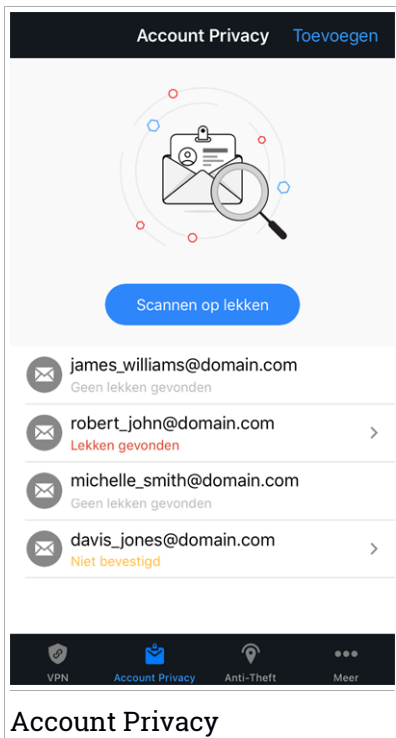 Account Privacy
Toevoegen
Scannen op lekken
james_williams@domain.com
Geen lekken gevonden
robert_john@domain.com
Lekken gevonden
michelle_smith@domain.com
Geen lekken gevonden
davis_jones@domain.com
Niet bevestigd
VPN
Account Privacy
Anti-Theft
Meer
Account Privacy